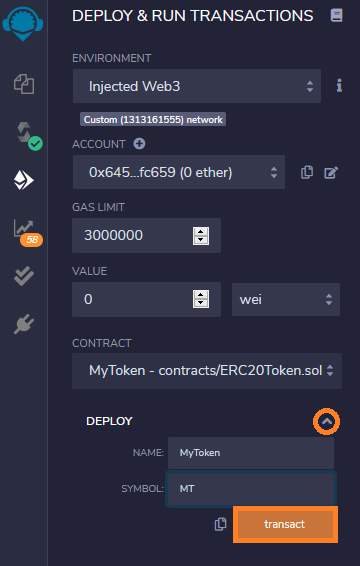 DEPLOY & RUN TRANSACTIONS
ENVIRONMENT
Injected Web3
Custom (1313161555) network
ACCOUNT
0x645...fc659 (0 ether)
GAS LIMIT
3000000
VALUE
0 wei
CONTRACT
MyToken - contracts/ERC20Token.sol
DEPLOY
NAME: MyToken
SYMBOL: MT
transact
58